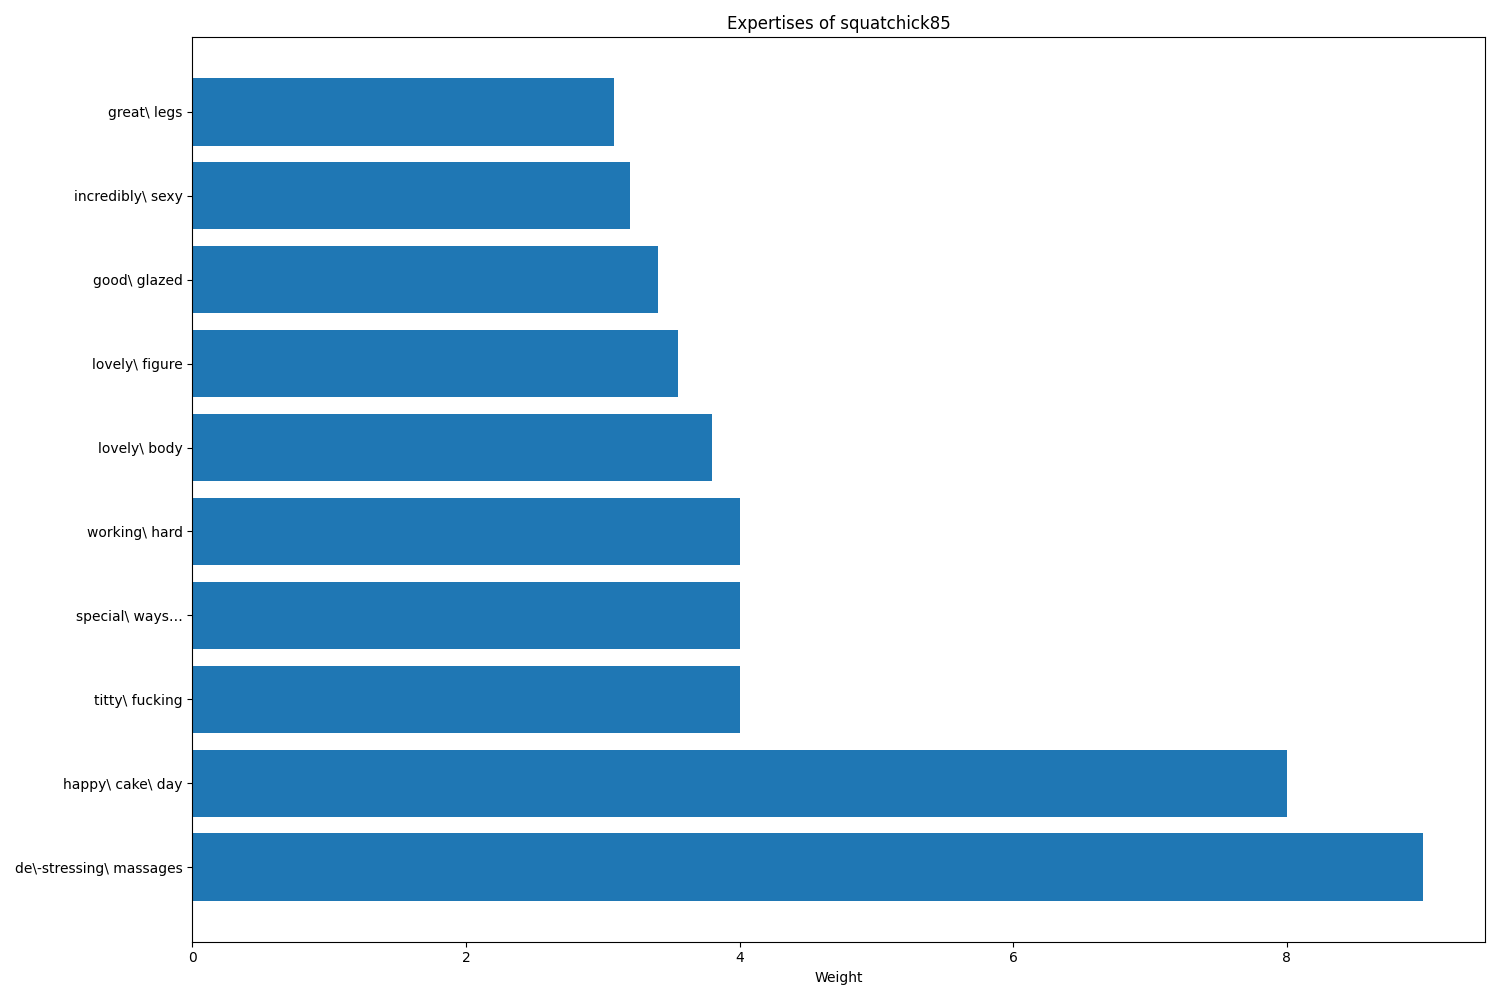 Expertises of squatchick85
great\ legs
incredibly\ sexy
good\ glazed
lovely\ figure
lovely\ body
working\ hard
special\ ways…
titty\ fucking
happy\ cake\ day
de\-stressing\ massages
0 2 4 6 8
Weight